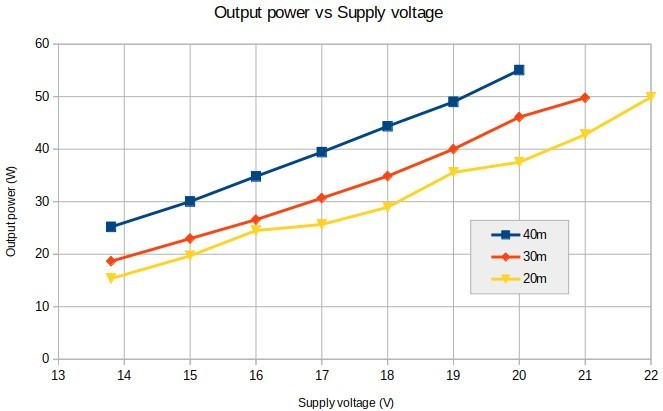 Output power vs Supply voltage
60
50
40
30
20
10
0
Output power (W)
40m
30m
20m
13 14 15 16 17 18 19 20 21 22
Supply voltage (V)